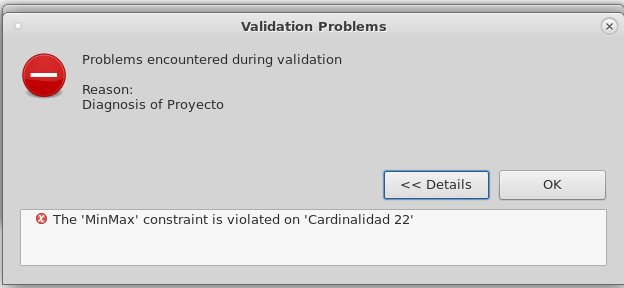 Validation Problems
Problems encountered during validation
Reason:
Diagnosis of Proyecto
<< Details
OK
The 'MinMax' constraint is violated on 'Cardinalidad 22'